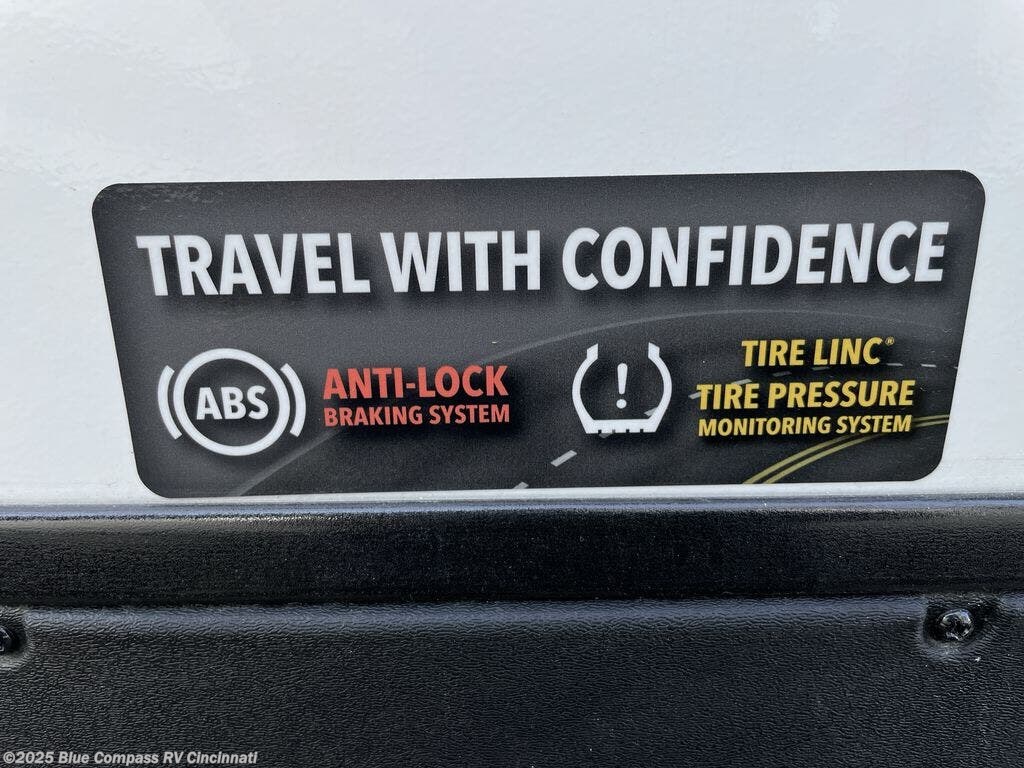 TRAVEL WITH CONFIDENCE
ABS
ANTI-LOCK
BRAKING SYSTEM
!
TIRE LINC®
TIRE PRESSURE
MONITORING SYSTEM
©2025 Blue Compass RV Cincinnati